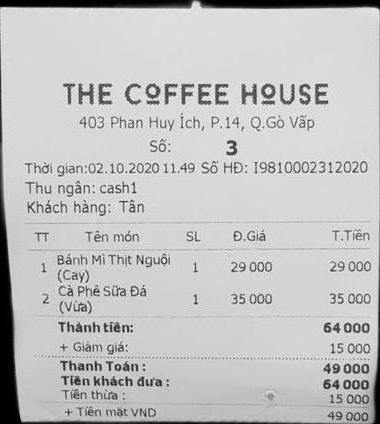 THE COFFEE HOUSE
403 Phan Huy Ích, P.14, Q.Gò Vấp
Số: 3
Thời gian:02.10.2020 11.49 Số HĐ: I9810002312020
Thu ngân: cash1
Khách hàng: Tân
TT Tên món SL Đ.Giá T.Tiền
1 Bánh Mì Thịt Nguội (Cay) 1 29 000 29 000
2 Cà Phê Sữa Đá (Vừa) 1 35 000 35 000
Thành tiền: 64 000
+ Giảm giá: 15 000
Thanh Toán : 49 000
Tiền khách đưa : 64 000
Tiền thừa : 15 000
+ Tiền mặt VND 49 000